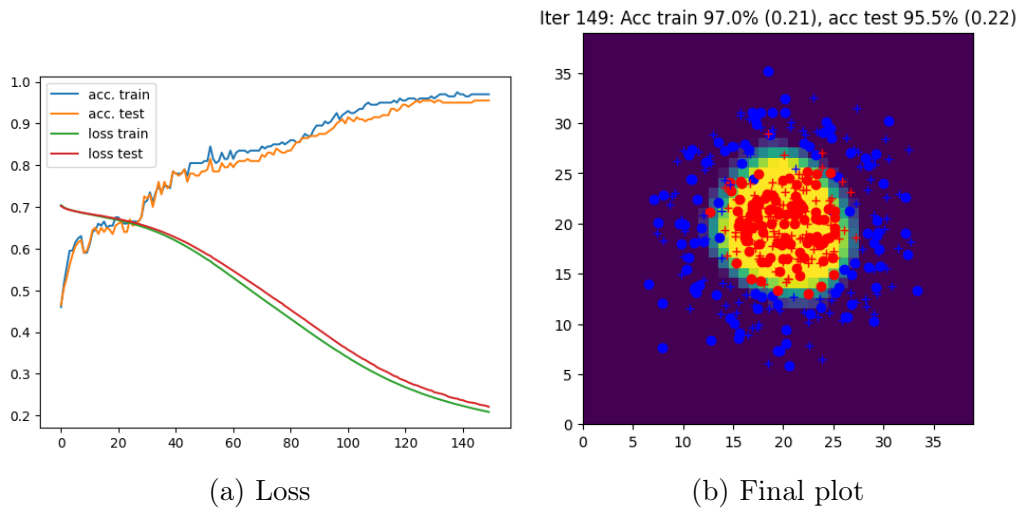 Iter 149: Acc train 97.0% (0.21), acc test 95.5% (0.22)
1.0
0.9
0.8
0.7
0.6
0.5
0.4
0.3
0.2
acc. train
acc. test
loss train
loss test
0 20 40 60 80 100 120 140
35
30
25
20
15
10
5
0
0 5 10 15 20 25 30 35
(a) Loss
(b) Final plot